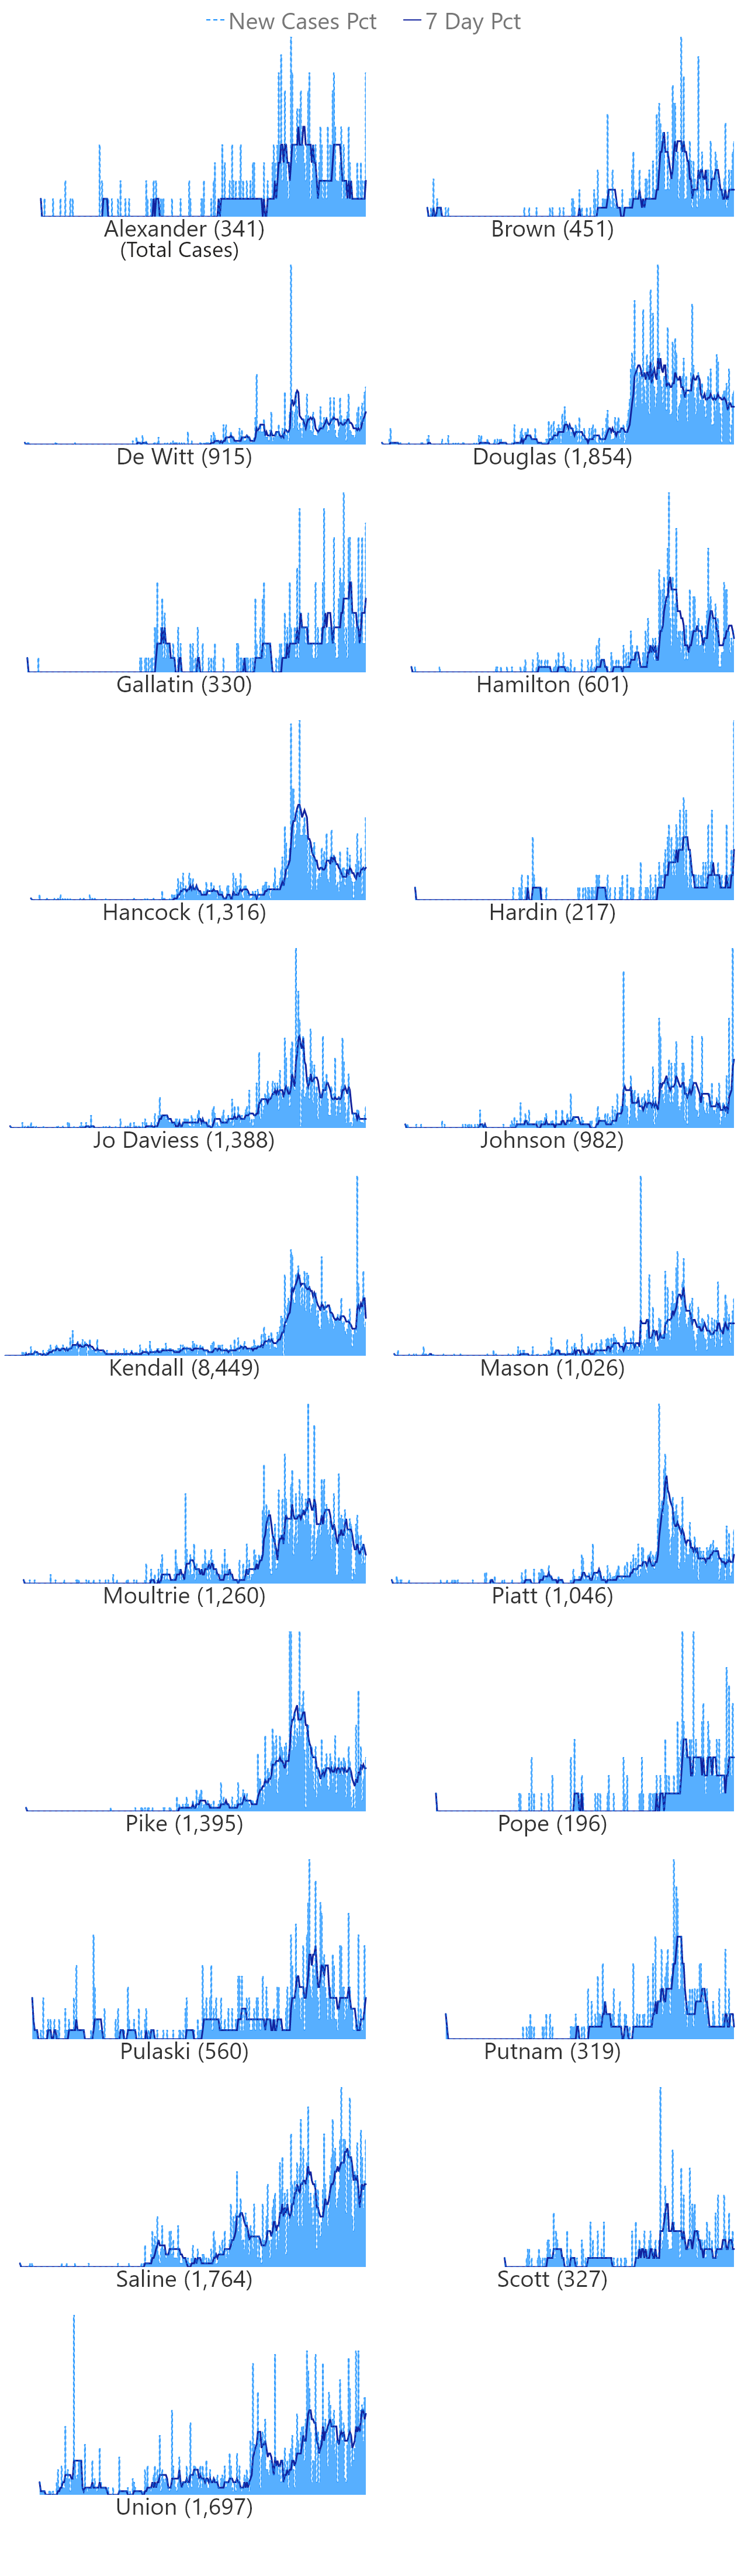 New Cases Pct 7 Day Pct
Alexander (341) Brown (451)
(Total Cases)
De Witt (915) Douglas (1,854)
Gallatin (330) Hamilton (601)
Hancock (1,316) Hardin (217)
Jo Daviess (1,388) Johnson (982)
Kendall (8,449) Mason (1,026)
Moultrie (1,260) Piatt (1,046)
Pike (1,395) Pope (196)
Pulaski (560) Putnam (319)
Saline (1,764) Scott (327)
Union (1,697)